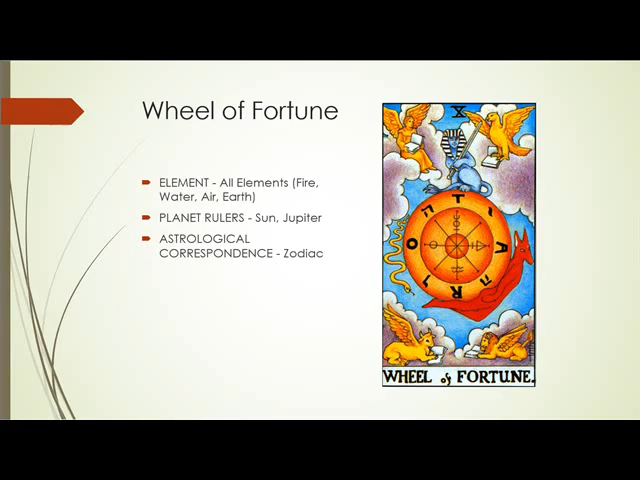 Wheel of Fortune
ELEMENT - All Elements (Fire,
Water, Air, Earth)
PLANET RULERS - Sun, Jupiter
ASTROLOGICAL
CORRESPONDENCE - Zodiac
X
T
ה י
O A
ו ר
R
WHEEL of FORTUNE.